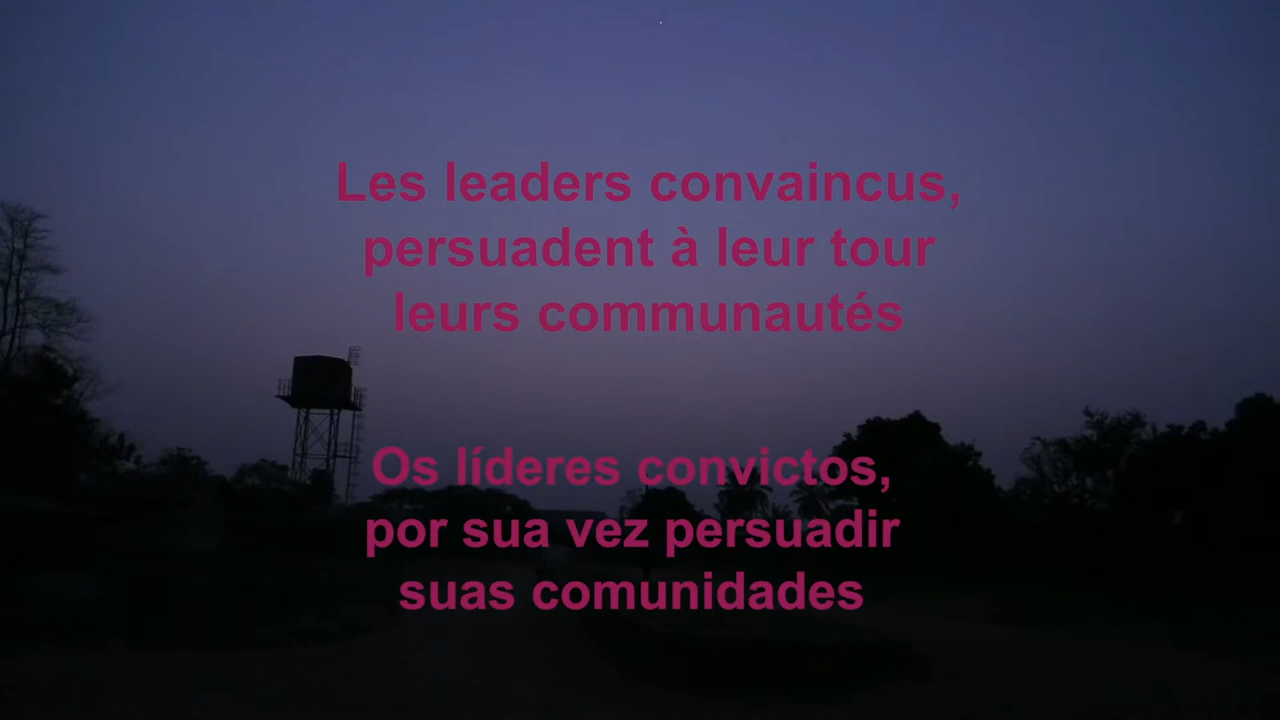 Les leaders convaincus,
persuadent à leur tour
leurs communautés
Os líderes convictos,
por sua vez persuadir
suas comunidades